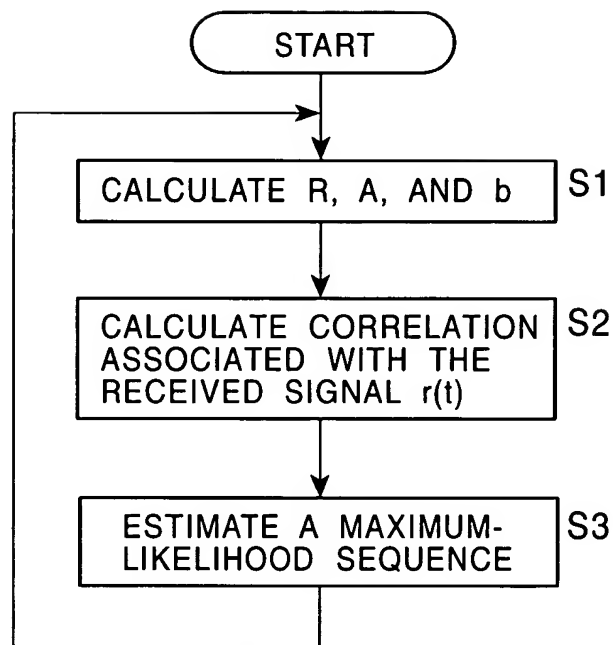 START
CALCULATE R, A, AND b
S1
CALCULATE CORRELATION
ASSOCIATED WITH THE
RECEIVED SIGNAL r(t)
S2
ESTIMATE A MAXIMUM-
LIKELIHOOD SEQUENCE
S3